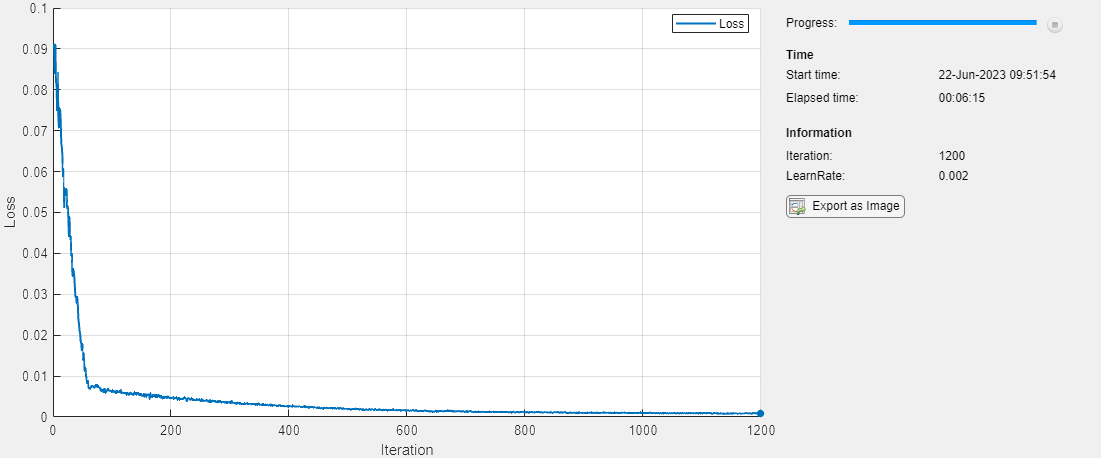 0.1
0.09
0.08
0.07
0.06
0.05
0.04
0.03
0.02
0.01
0
Loss
Loss
0 200 400 600 800 1000 1200
Iteration
Progress:
Time
Start time: 22-Jun-2023 09:51:54
Elapsed time: 00:06:15
Information
Iteration: 1200
LearnRate: 0.002
Export as Image